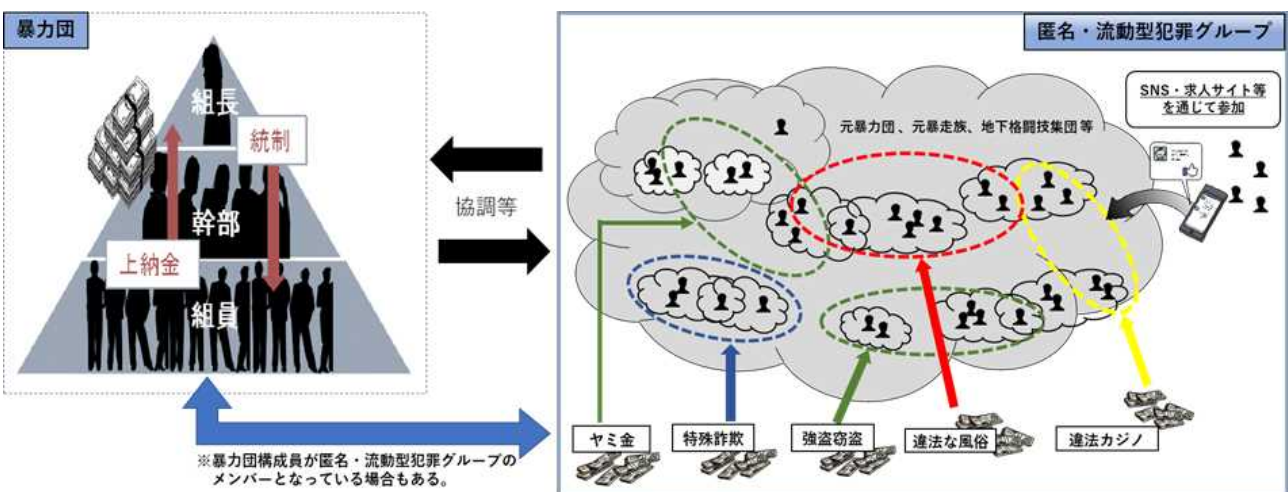 暴力団
組長
統制
幹部
上納金
組員
協調等
※暴力団構成員が匿名・流動型犯罪グループの
メンバーとなっている場合もある。
匿名・流動型犯罪グループ
元暴力団、元暴走族、地下格闘技集団等
SNS・求人サイト等
を通じて参加
ヤミ金
特殊詐欺
強盗窃盗
違法な風俗
違法カジノ